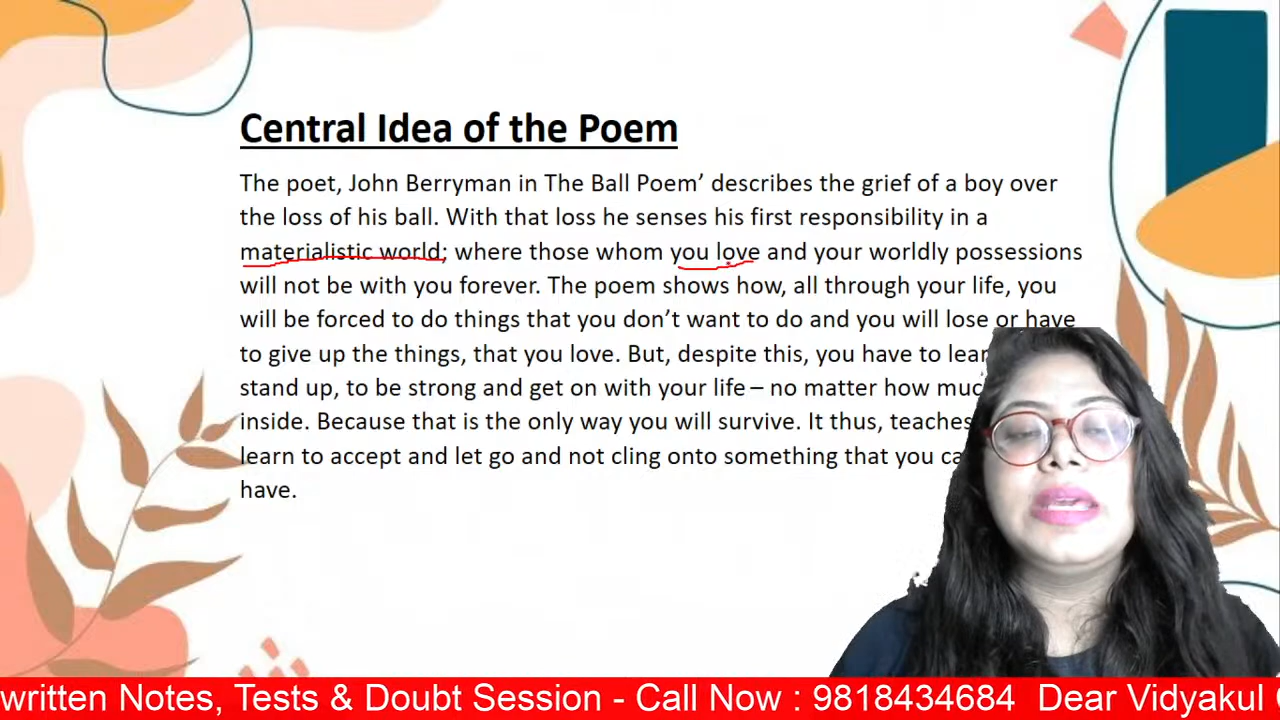 Central Idea of the Poem
The poet, John Berryman in The Ball Poem’ describes the grief of a boy over
the loss of his ball. With that loss he senses his first responsibility in a
materialistic world; where those whom you love and your worldly possessions
will not be with you forever. The poem shows how, all through your life, you
will be forced to do things that you don’t want to do and you will lose or have
to give up the things, that you love. But, despite this, you have to
stand up, to be strong and get on with your life – no matter how
inside. Because that is the only way you will survive. It thus, teaches
learn to accept and let go and not cling onto something that you
have.
written Notes, Tests & Doubt Session - Call Now : 9818434684 Dear Vidyakul